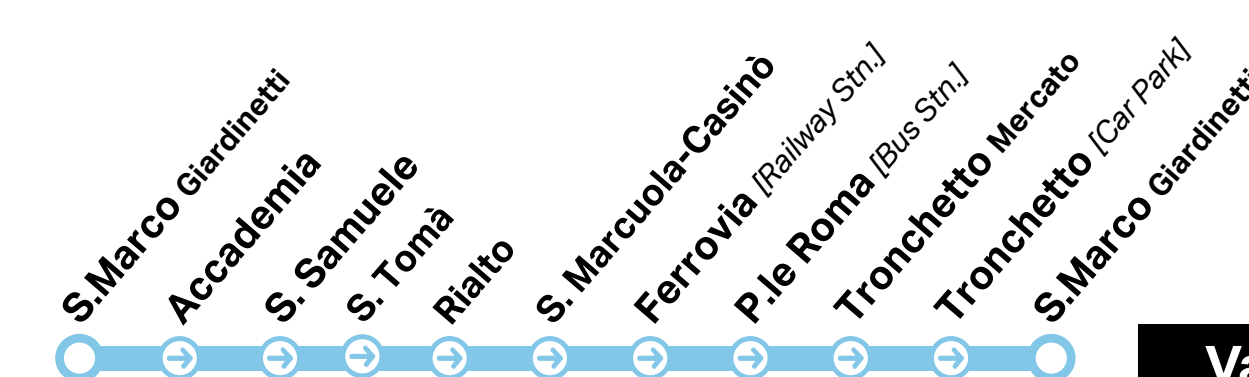 S.Marco Giardinetti
Accademia
S. Samuele
S. Tomà
Rialto
S. Marcuola-Casinò
Ferrovia [Railway Stn.]
P.le Roma [Bus Stn.]
Tronchetto Mercato
Tronchetto [Car Park]
S.Marco Giardinetti